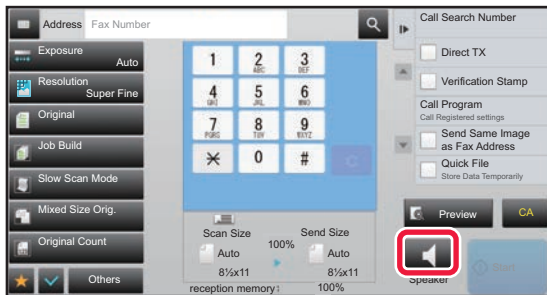 Address Fax Number
Call Search Number
Exposure
Auto
Resolution
Super Fine
Original
Job Build
Slow Scan Mode
Mixed Size Orig.
Original Count
Others
1
2
ABC
3
DEF
4
GHI
5
JKL
6
MNO
7
PQRS
8
TUV
9
WXYZ
0
#
C
Direct TX
Verification Stamp
Call Program
Call Registered settings
Send Same Image
as Fax Address
Quick File
Store Data Temporarily
Preview
CA
Scan Size
100%
Send Size
Auto
Auto
8½x11
8½x11
reception memory: 100%
Speaker
Start